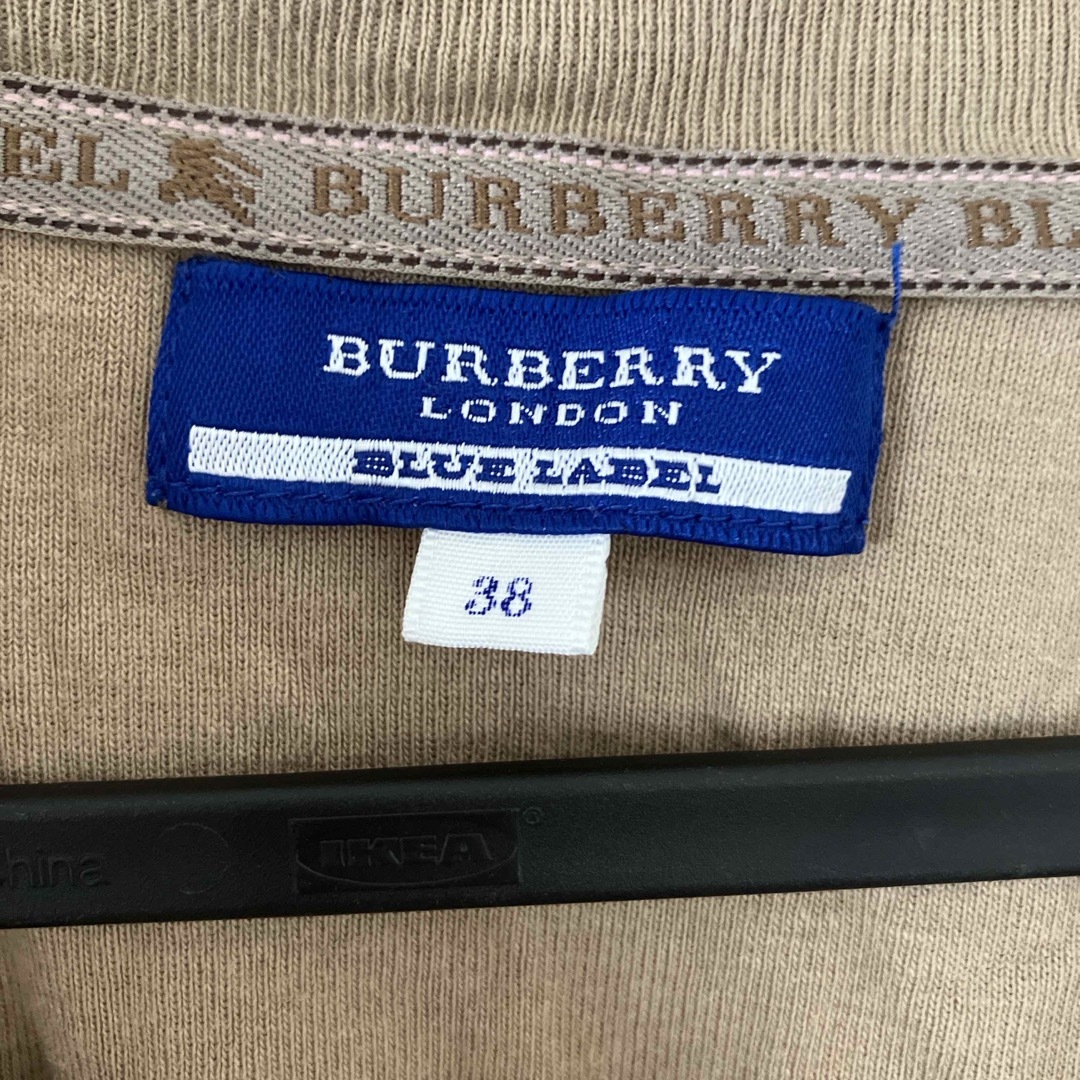 EL BURBERRY BL
BURBERRY
LONDON
BLUE LABEL
38
China IKEA®